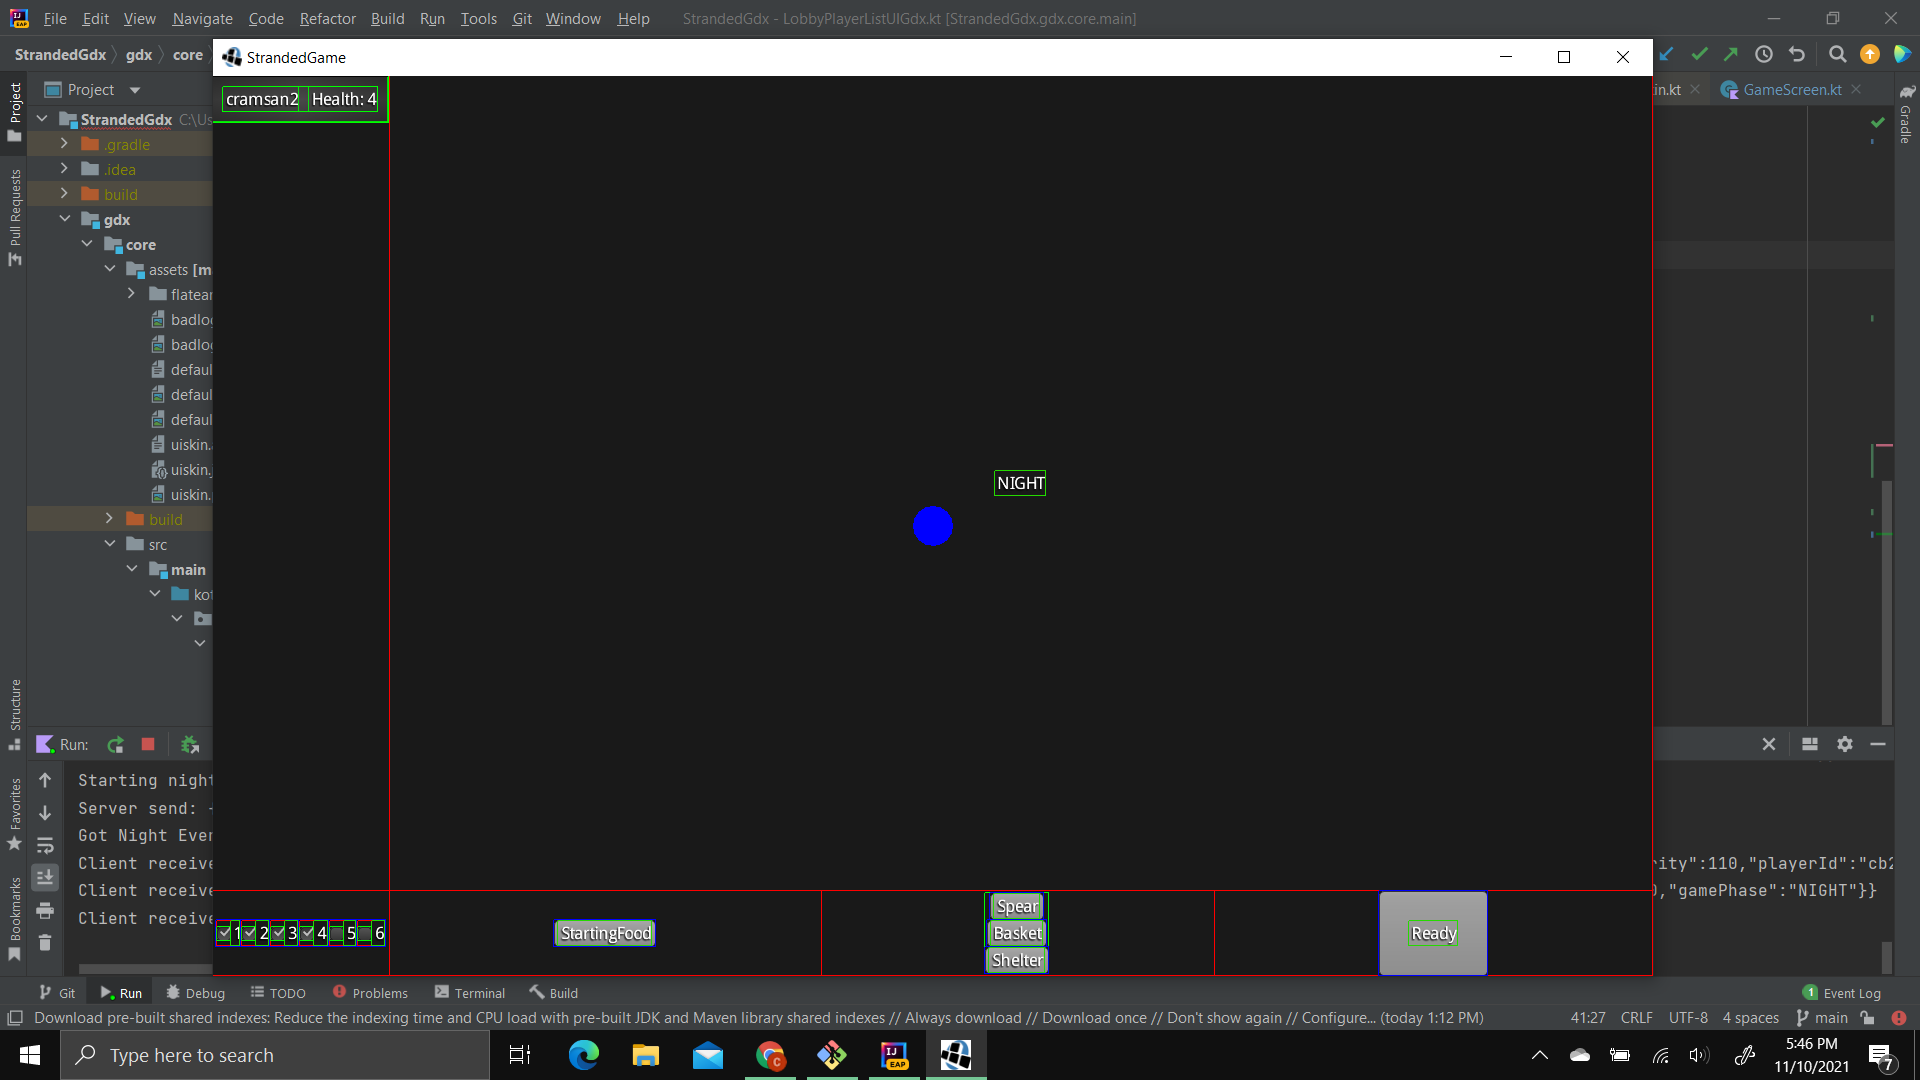 File Edit View Navigate Code Refactor Build Run Tools Git Window Help StrandedGdx - LobbyPlayerListUIGdx.kt [StrandedGdx.gdx.core.main]
StrandedGdx gdx core
StrandedGame
Project
in.kt GameScreen.kt
cramsan2 Health: 4
StrandedGdx C:\Us
.gradle
.idea
build
gdx
core
assets [ma
flatear
badlog
badlog
defaul
defaul
defaul
uiskin.
uiskin.
uiskin.
build
src
main
kot
Project
Pull Requests
Structure
Favorites
Bookmarks
Gradle
NIGHT
Run:
Starting night
Server send:
Got Night Even
Client receive
rity":110,"playerId":"cb2
Client receive
,"gamePhase":"NIGHT"}}
Client receive
1 2 3 4 5 6
StartingFood
Spear
Basket
Shelter
Ready
Git Run Debug TODO Problems Terminal Build 1 Event Log
Download pre-built shared indexes: Reduce the indexing time and CPU load with pre-built JDK and Maven library shared indexes // Always download // Download once // Don't show again // Configure... (today 1:12 PM) 41:27 CRLF UTF-8 4 spaces main
Type here to search
5:46 PM
11/10/2021
7